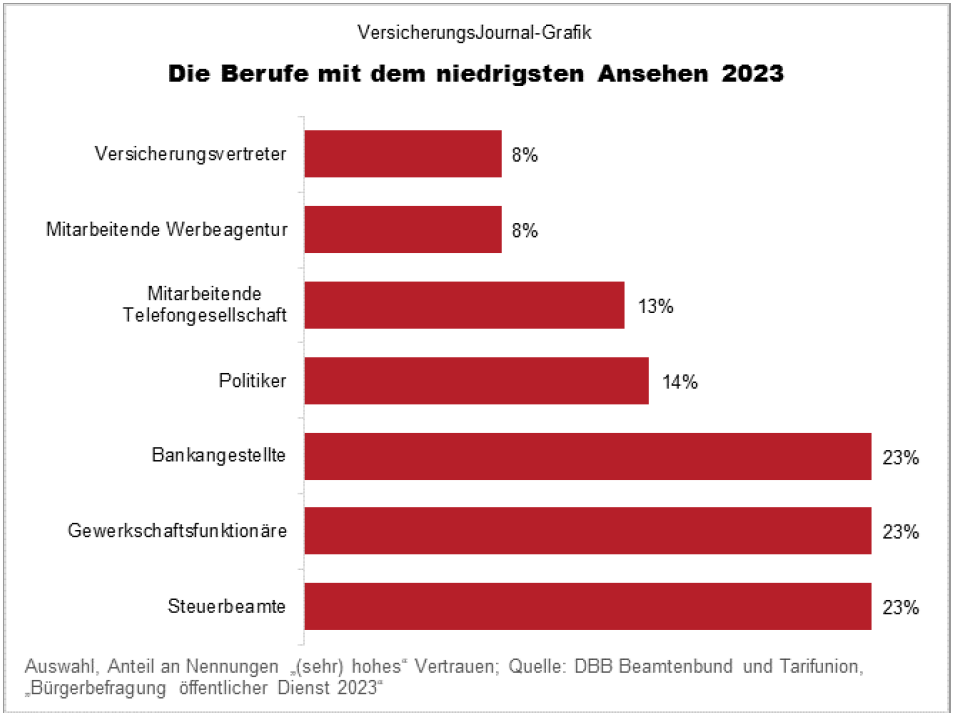 VersicherungsJournal-Grafik
Die Berufe mit dem niedrigsten Ansehen 2023
Versicherungsvertreter
8%
Mitarbeitende Werbeagentur
8%
Mitarbeitende
Telefongesellschaft
13%
Politiker
14%
Bankangestellte
23%
Gewerkschaftsfunktionäre
23%
Steuerbeamte
23%
Auswahl, Anteil an Nennungen „(sehr) hohes“ Vertrauen; Quelle: DBB Beamtenbund und Tarifunion,
„Bürgerbefragung öffentlicher Dienst 2023“